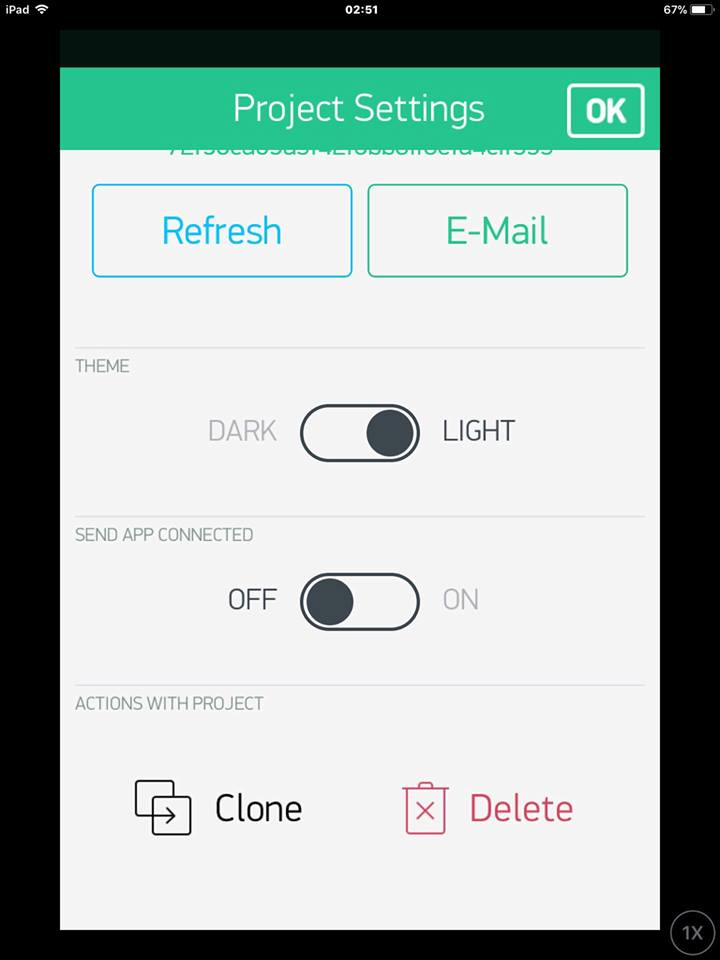 iPad 02:51 67%
Project Settings OK
Refresh E-Mail
THEME
DARK LIGHT
SEND APP CONNECTED
OFF ON
ACTIONS WITH PROJECT
Clone Delete
1X